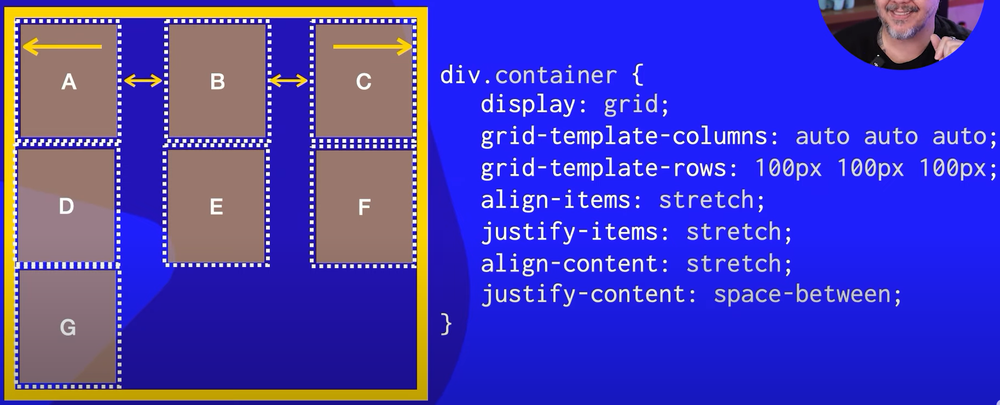 A B C
D E F
G
div.container {
display: grid;
grid-template-columns: auto auto auto;
grid-template-rows: 100px 100px 100px;
align-items: stretch;
justify-items: stretch;
align-content: stretch;
justify-content: space-between;
}